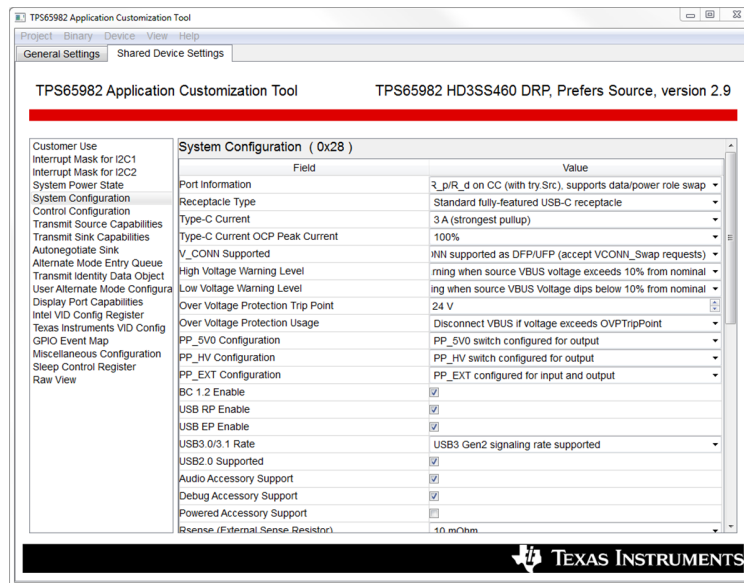 TPS65982 Application Customization Tool
Project Binary Device View Help
General Settings Shared Device Settings
TPS65982 Application Customization Tool TPS65982 HD3SS460 DRP, Prefers Source, version 2.9
Customer Use
Interrupt Mask for I2C1
Interrupt Mask for I2C2
System Power State
System Configuration
Control Configuration
Transmit Source Capabilities
Transmit Sink Capabilities
Autonegotiate Sink
Alternate Mode Entry Queue
Transmit Identity Data Object
User Alternate Mode Configura
Display Port Capabilities
Intel VID Config Register
Texas Instruments VID Config
GPIO Event Map
Miscellaneous Configuration
Sleep Control Register
Raw View
System Configuration ( 0x28 )
Field Value
Port Information R_p/R_d on CC (with try.Src), supports data/power role swap
Receptacle Type Standard fully-featured USB-C receptacle
Type-C Current 3 A (strongest pullup)
Type-C Current OCP Peak Current 100%
V_CONN Supported NN supported as DFP/UFP (accept VCONN_Swap requests)
High Voltage Warning Level rning when source VBUS voltage exceeds 10% from nominal
Low Voltage Warning Level ing when source VBUS Voltage dips below 10% from nominal
Over Voltage Protection Trip Point 24 V
Over Voltage Protection Usage Disconnect VBUS if voltage exceeds OVPTripPoint
PP_5V0 Configuration PP_5V0 switch configured for output
PP_HV Configuration PP_HV switch configured for output
PP_EXT Configuration PP_EXT configured for input and output
BC 1.2 Enable
USB RP Enable
USB EP Enable
USB3.0/3.1 Rate USB3 Gen2 signaling rate supported
USB2.0 Supported
Audio Accessory Support
Debug Accessory Support
Powered Accessory Support
Rsense (External Sense Resistor) 10 mOhm
TEXAS INSTRUMENTS